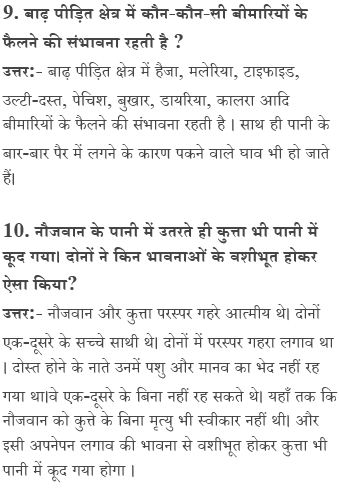 9. बाढ़ पीड़ित क्षेत्र में कौन-कौन-सी बीमारियों के
फैलने की संभावना रहती है ?
उत्तर:- बाढ़ पीड़ित क्षेत्र में हैजा, मलेरिया, टाइफाइड,
उल्टी-दस्त, पेचिश, बुखार, डायरिया, कालरा आदि
बीमारियों के फैलने की संभावना रहती है । साथ ही पानी के
बार-बार पैर में लगने के कारण पकने वाले घाव भी हो जाते
हैं।
10. नौजवान के पानी में उतरते ही कुत्ता भी पानी में
कूद गया। दोनों ने किन भावनाओं के वशीभूत होकर
ऐसा किया?
उत्तर:- नौजवान और कुत्ता परस्पर गहरे आत्मीय थे। दोनों
एक-दूसरे के सच्चे साथी थे। दोनों में परस्पर गहरा लगाव था
। दोस्त होने के नाते उनमें पशु और मानव का भेद नहीं रह
गया था।वे एक-दूसरे के बिना नहीं रह सकते थे। यहाँ तक कि
नौजवान को कुत्ते के बिना मृत्यु भी स्वीकार नहीं थी। और
इसी अपनेपन लगाव की भावना से वशीभूत होकर कुत्ता भी
पानी में कूद गया होगा ।